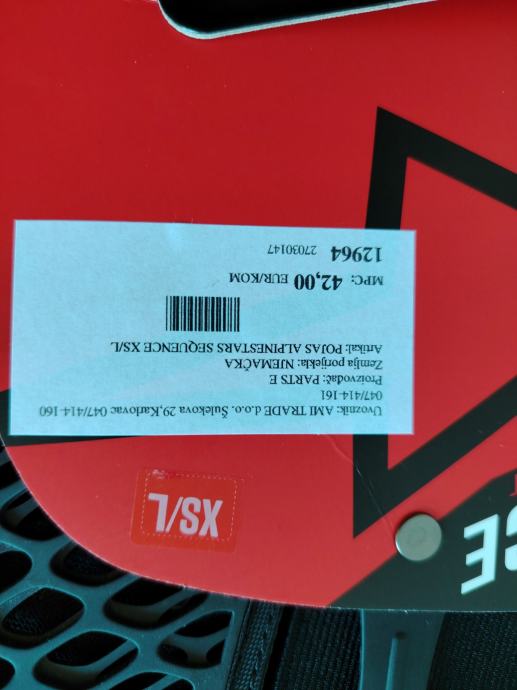 Uvoznik: AMI TRADE d.o.o. Šulekova 29.Karlovac 047/414-160
047/414-161
Proizvođač: PARTS E
Zemlja porijekla: NJEMAČKA
Artikal: POJAS ALPINESTARS SEQUENCE XS/L
MPC: 42,00 EUR/KOM
12964 27030147
XS/L